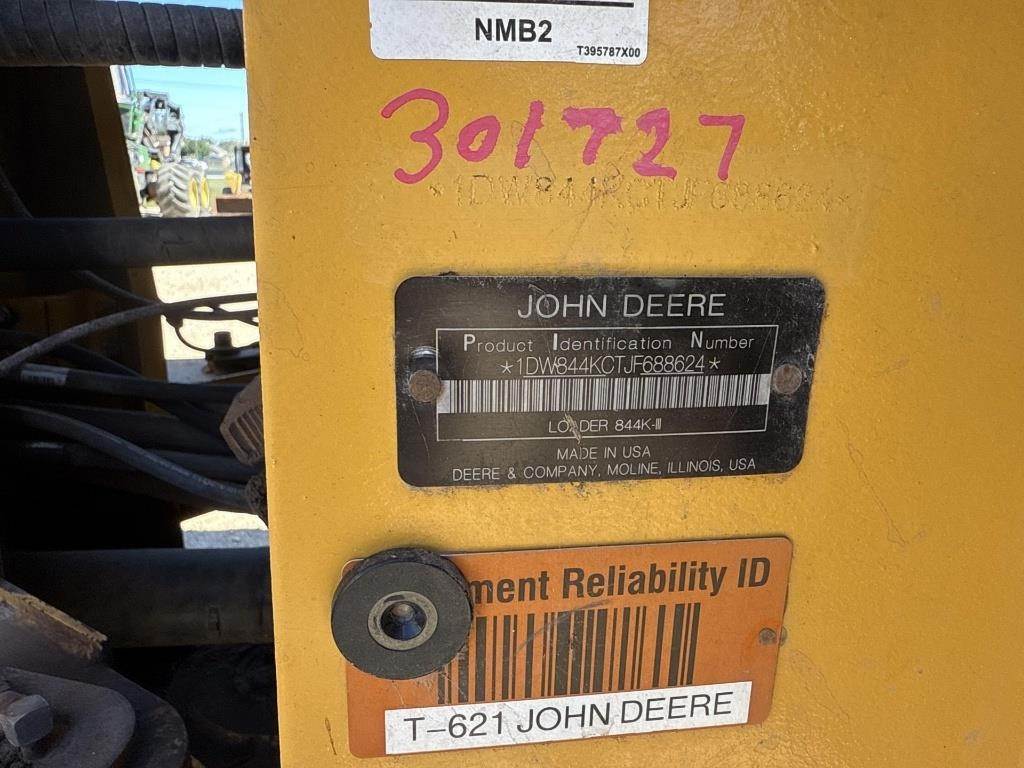 NMB2
T395787X00
301727
*1DW844KCTJF688624*
JOHN DEERE
Product Identification Number
*1DW844KCTJF688624*
LOADER 844K-III
MADE IN USA
DEERE & COMPANY, MOLINE, ILLINOIS, USA
ment Reliability ID
T-621 JOHN DEERE